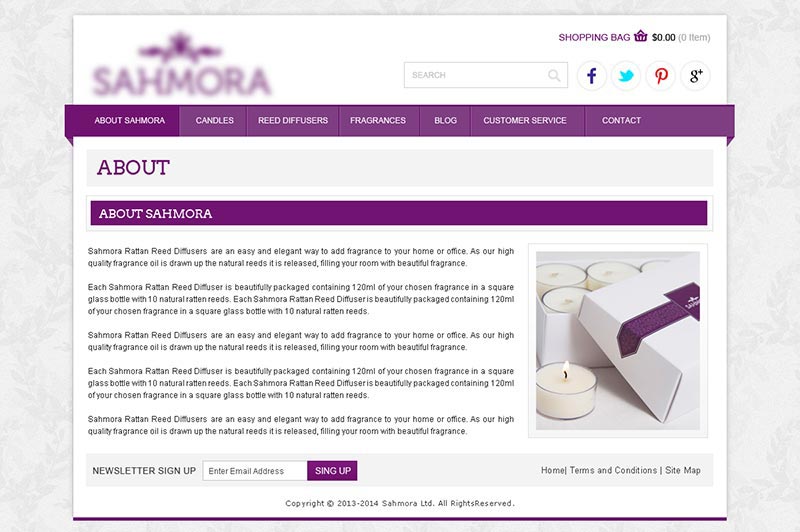 SAHMORA
SHOPPING BAG $0.00 (0 Item)
SEARCH
ABOUT SAHMORA CANDLES REED DIFFUSERS FRAGRANCES BLOG CUSTOMER SERVICE CONTACT
ABOUT
ABOUT SAHMORA
Sahmora Rattan Reed Diffusers are an easy and elegant way to add fragrance to your home or office. As our high
quality fragrance oil is drawn up the natural reeds it is released, filling your room with beautiful fragrance.
Each Sahmora Rattan Reed Diffuser is beautifully packaged containing 120ml of your chosen fragrance in a square
glass bottle with 10 natural ratten reeds. Each Sahmora Rattan Reed Diffuser is beautifully packaged containing 120ml
of your chosen fragrance in a square glass bottle with 10 natural ratten reeds.
Sahmora Rattan Reed Diffusers are an easy and elegant way to add fragrance to your home or office. As our high
quality fragrance oil is drawn up the natural reeds it is released, filling your room with beautiful fragrance.
Each Sahmora Rattan Reed Diffuser is beautifully packaged containing 120ml of your chosen fragrance in a square
glass bottle with 10 natural ratten reeds. Each Sahmora Rattan Reed Diffuser is beautifully packaged containing 120ml
of your chosen fragrance in a square glass bottle with 10 natural ratten reeds.
Sahmora Rattan Reed Diffusers are an easy and elegant way to add fragrance to your home or office. As our high
quality fragrance oil is drawn up the natural reeds it is released, filling your room with beautiful fragrance.
NEWSLETTER SIGN UP Enter Email Address SING UP Home| Terms and Conditions | Site Map
Copyright © 2013-2014 Sahmora Ltd. All RightsReserved.